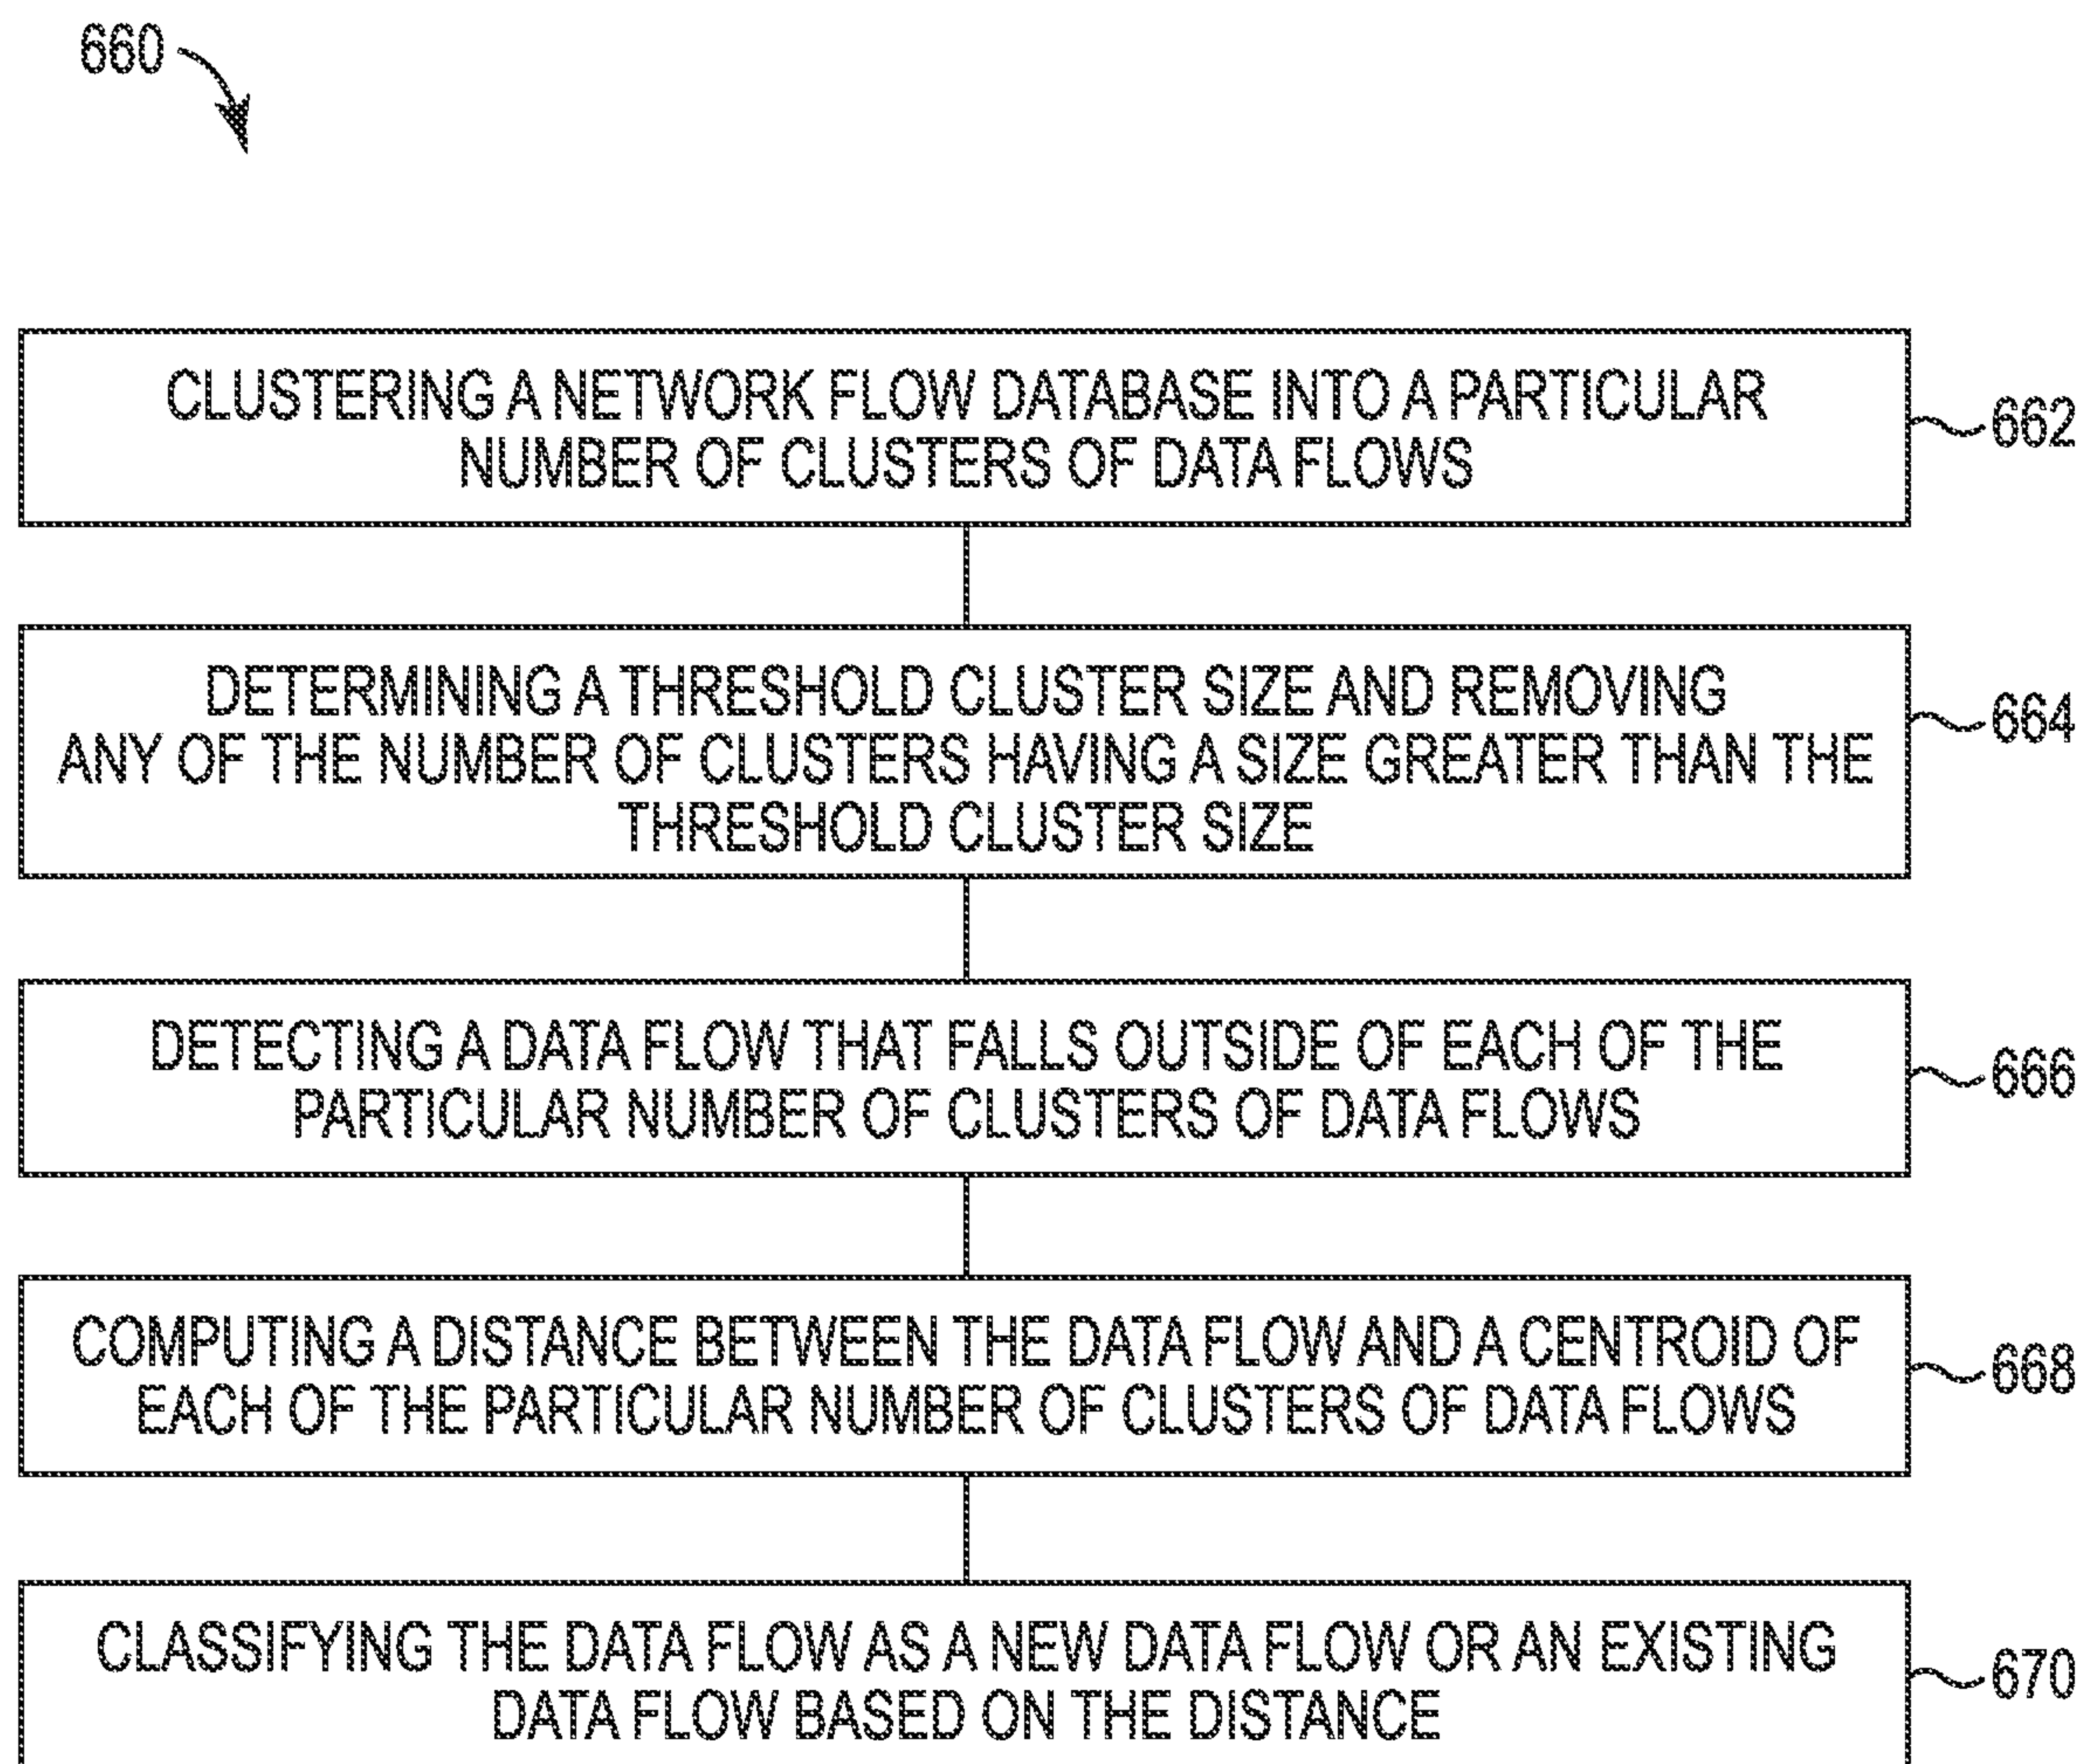 660
CLUSTERING A NETWORK FLOW DATABASE INTO A PARTICULAR
NUMBER OF CLUSTERS OF DATA FLOWS
662
DETERMINING A THRESHOLD CLUSTER SIZE AND REMOVING
ANY OF THE NUMBER OF CLUSTERS HAVING A SIZE GREATER THAN THE
THRESHOLD CLUSTER SIZE
664
DETECTING A DATA FLOW THAT FALLS OUTSIDE OF EACH OF THE
PARTICULAR NUMBER OF CLUSTERS OF DATA FLOWS
666
COMPUTING A DISTANCE BETWEEN THE DATA FLOW AND A CENTROID OF
EACH OF THE PARTICULAR NUMBER OF CLUSTERS OF DATA FLOWS
668
CLASSIFYING THE DATA FLOW AS A NEW DATA FLOW OR AN EXISTING
DATA FLOW BASED ON THE DISTANCE
670